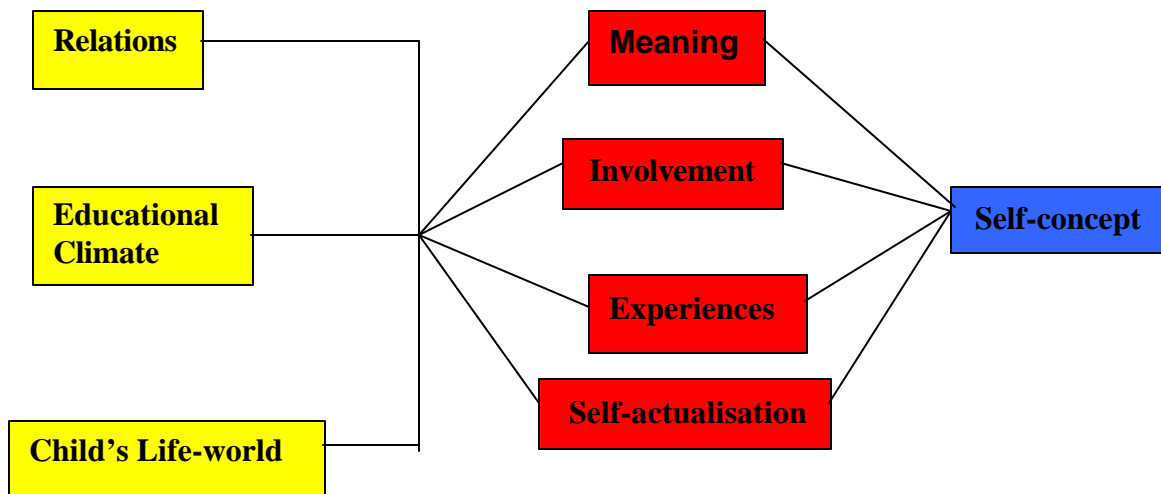 Relations
Educational
Climate
Child's Life-world
Meaning
Involvement
Experiences
Self-actualisation
Self-concept